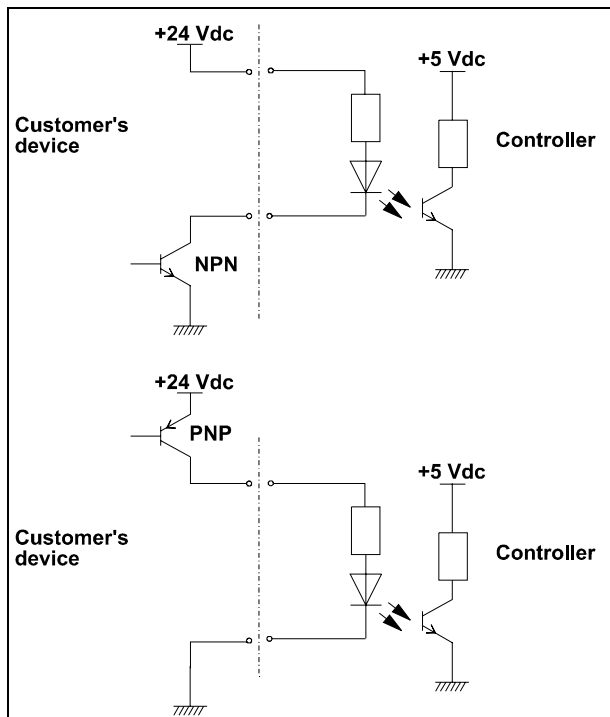 +24 Vdc
+5 Vdc
Customer's
device
Controller
NPN
+24 Vdc
PNP
+5 Vdc
Customer's
device
Controller